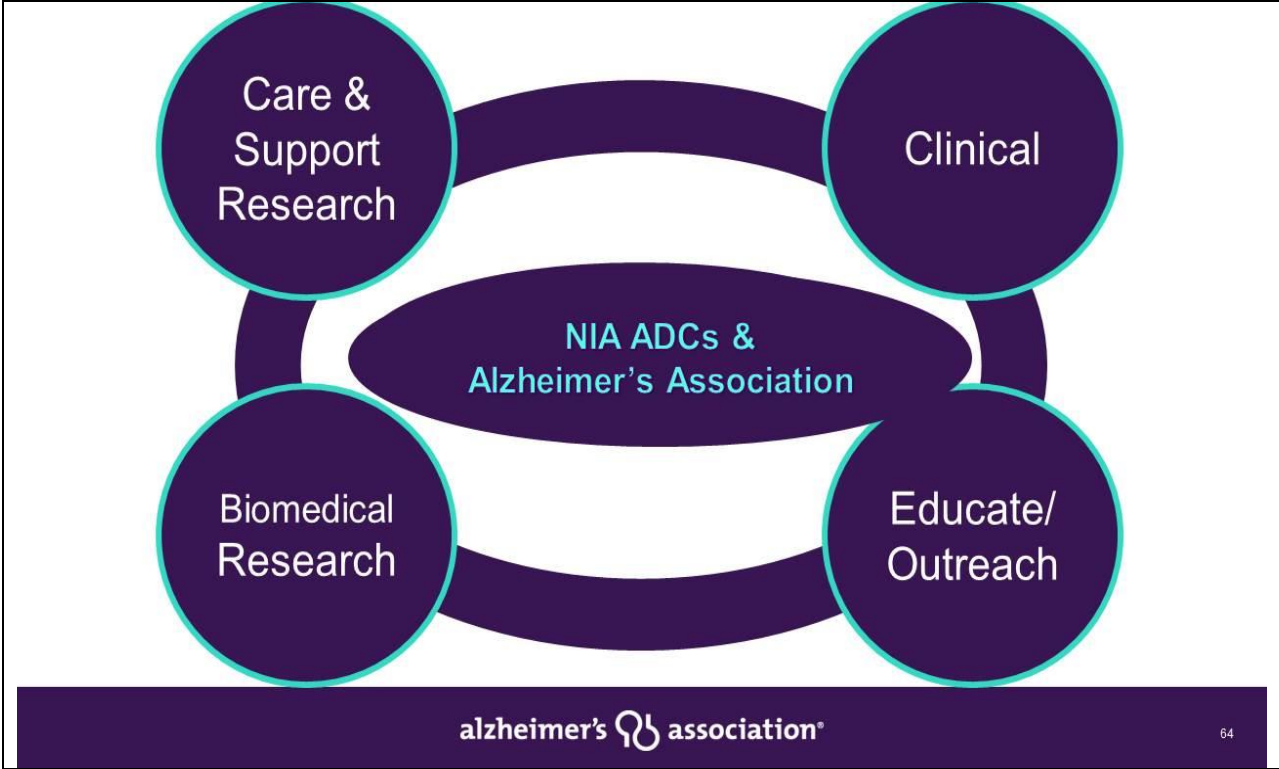 Care &
Support
Research
Clinical
NIA ADCs &
Alzheimer's Association
Biomedical
Research
Educate/
Outreach
alzheimer's association®
64